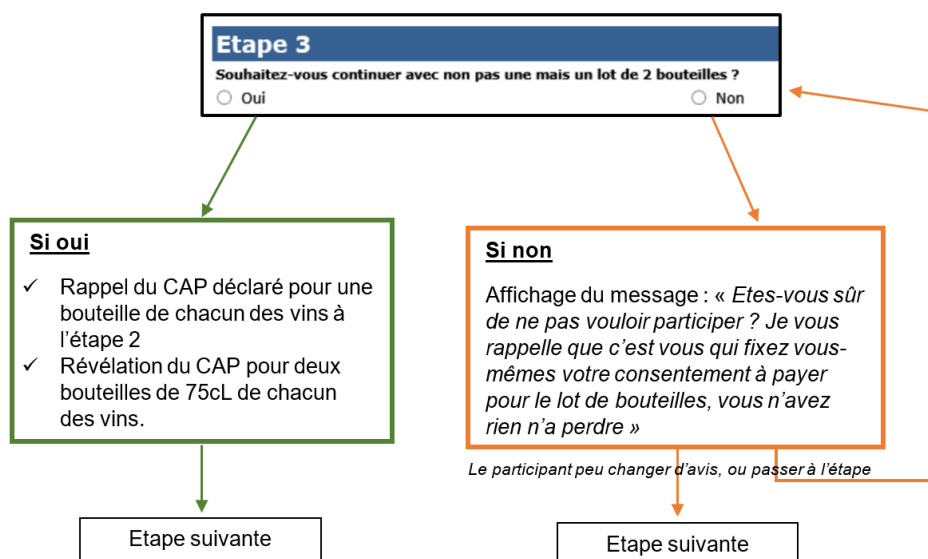 Etape 3
Souhaitez-vous continuer avec non pas une mais un lot de 2 bouteilles ?
Oui
Non
Si oui
✓ Rappel du CAP déclaré pour une
bouteille de chacun des vins à
l'étape 2
✓ Révélation du CAP pour deux
bouteilles de 75cL de chacun
des vins.
Etape suivante
Si non
Affichage du message : « Etes-vous sûr
de ne pas vouloir participer ? Je vous
rappelle que c'est vous qui fixez vous-
mêmes votre consentement à payer
pour le lot de bouteilles, vous n'avez
rien n'a perdre »
Le participant peu changer d'avis, ou passer à l'étape
Etape suivante